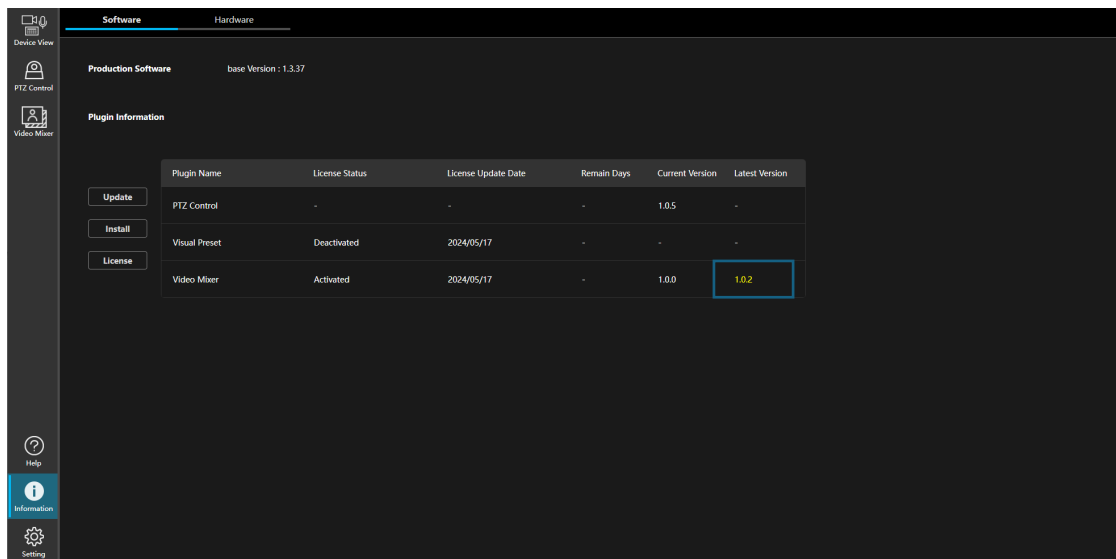 Software Hardware
Device View
PTZ Control
Video Mixer
Production Software base Version : 1.3.37
Plugin Information
Update
Install
License
Plugin Name License Status License Update Date Remain Days Current Version Latest Version
PTZ Control - - - 1.0.5 -
Visual Preset Deactivated 2024/05/17 - - -
Video Mixer Activated 2024/05/17 - 1.0.0 1.0.2
Help
Information
Setting